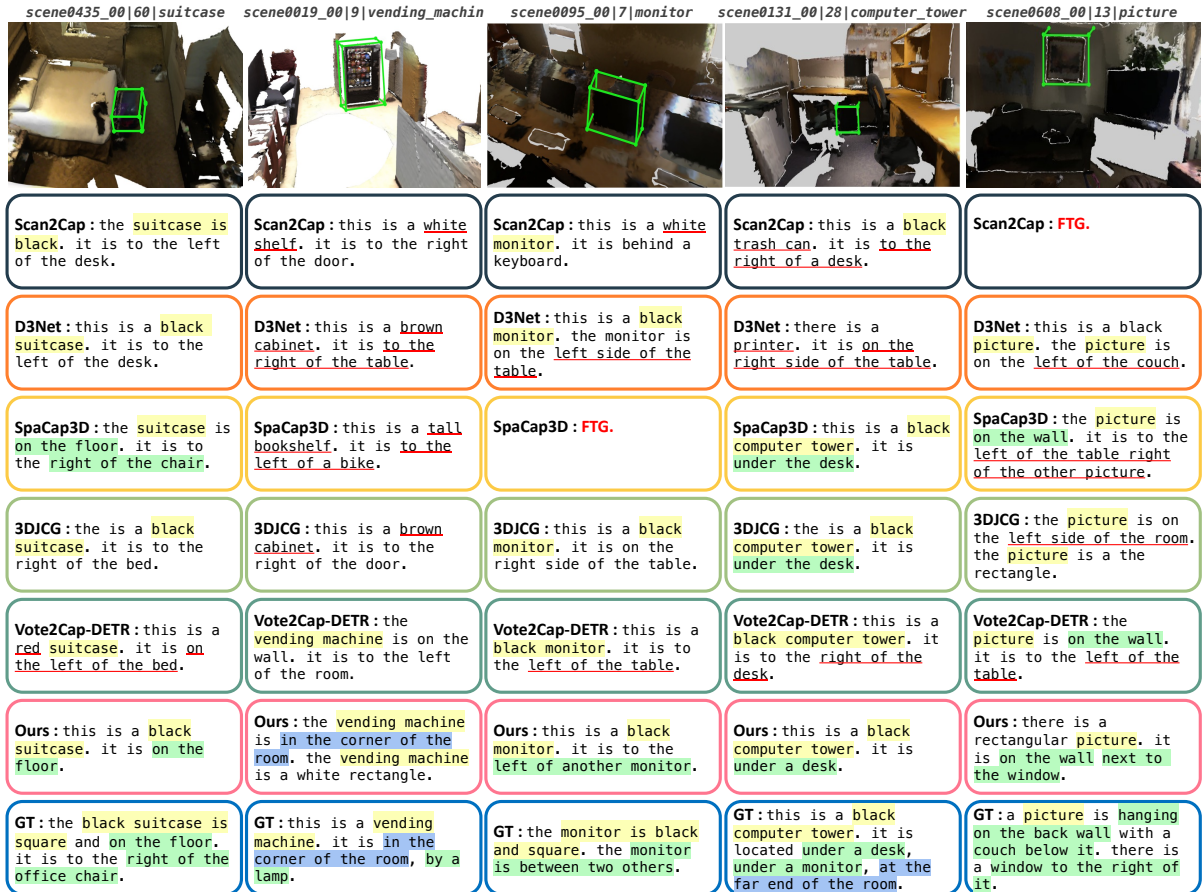 scene0435_00|60|suitcase scene0019_00|9|vending_machin scene0095_00|7|monitor scene0131_00|28|computer_tower scene0608_00|13|picture
Scan2Cap : the suitcase is
black. it is to the left
of the desk.
Scan2Cap : this is a white
shelf. it is to the right
of the door.
Scan2Cap : this is a white
monitor. it is behind a
keyboard.
Scan2Cap : this is a black
trash can. it is to the
right of a desk.
Scan2Cap : FTG.
D3Net : this is a black
suitcase. it is to the
left of the desk.
D3Net : this is a brown
cabinet. it is to the
right of the table.
D3Net : this is a black
monitor. the monitor is
on the left side of the
table.
D3Net : there is a
printer. it is on the
right side of the table.
D3Net : this is a black
picture. the picture is
on the left of the couch.
SpaCap3D : the suitcase is
on the floor. it is to
the right of the chair.
SpaCap3D : this is a tall
bookshelf. it is to the
left of a bike.
SpaCap3D : FTG.
SpaCap3D : this is a black
computer tower. it is
under the desk.
SpaCap3D : the picture is
on the wall. it is to the
left of the table right
of the other picture.
3DJCG : the is a black
suitcase. it is to the
right of the bed.
3DJCG : this is a brown
cabinet. it is to the
right of the door.
3DJCG : this is a black
monitor. it is on the
right side of the table.
3DJCG : the is a black
computer tower. it is
under the desk.
3DJCG : the picture is on
the left side of the room.
the picture is a the
rectangle.
Vote2Cap-DETR : this is a
red suitcase. it is on
the left of the bed.
Vote2Cap-DETR : the
vending machine is on the
wall. it is to the left
of the room.
Vote2Cap-DETR : this is a
black monitor. it is to
the left of the table.
Vote2Cap-DETR : this is a
black computer tower. it
is to the right of the
desk.
Vote2Cap-DETR : the
picture is on the wall.
it is to the left of the
table.
Ours : this is a black
suitcase. it is on the
floor.
Ours : the vending machine
is in the corner of the
room. the vending machine
is a white rectangle.
Ours : this is a black
monitor. it is to the
left of another monitor.
Ours : this is a black
computer tower. it is
under a desk.
Ours : there is a
rectangular picture. it
is on the wall next to
the window.
GT : the black suitcase is
square and on the floor.
it is to the right of the
office chair.
GT : this is a vending
machine. it is in the
corner of the room, by a
lamp.
GT : the monitor is black
and square. the monitor
is between two others.
GT : this is a black
computer tower. it is
located under a desk,
under a monitor, at the
far end of the room.
GT : a picture is hanging
on the back wall with a
couch below it. there is
a window to the right of
it.